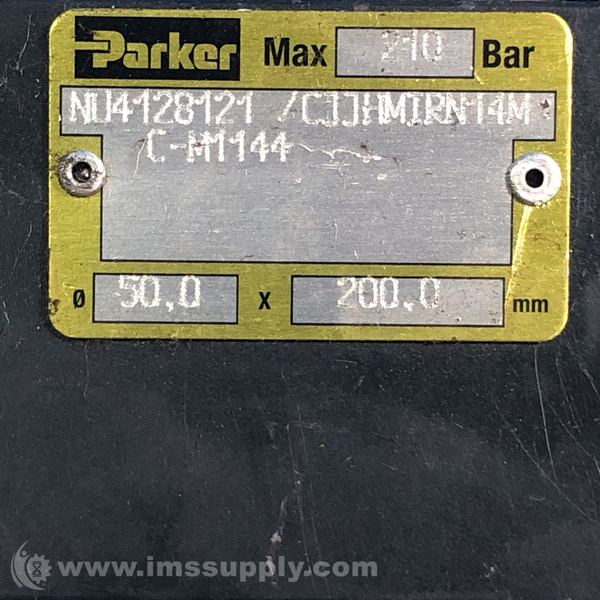 Parker Max 210 Bar
NU4128121 /CJJHMIRN14M
C-M1144
Ø 50,0 X 200,0 mm
www.imssupply.com